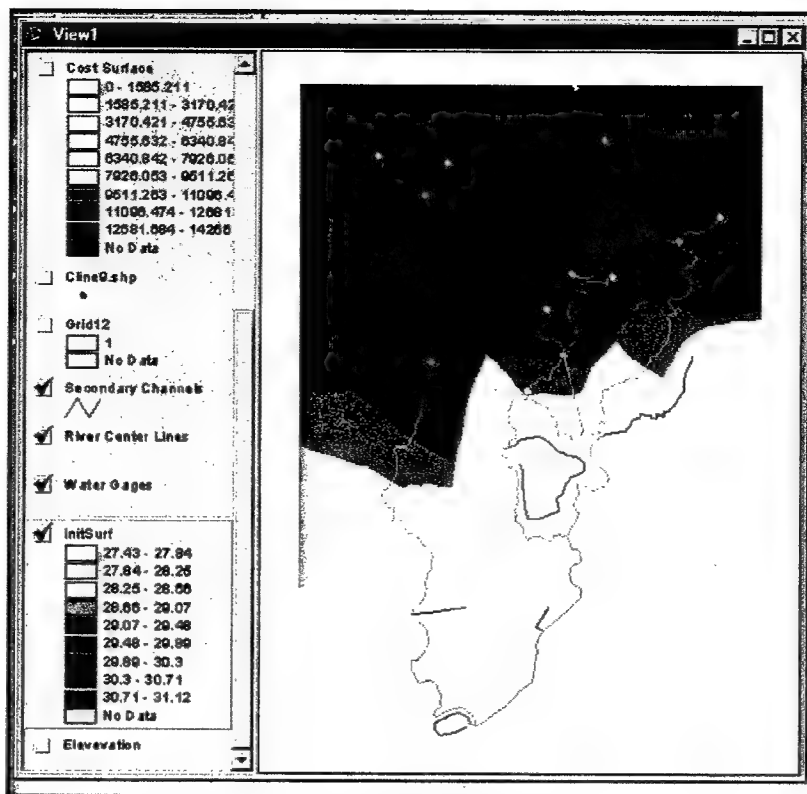 View1
Cost Surface
0 - 1585.211
1585.211 - 3170.42
3170.421 - 4755.63
4755.632 - 6340.84
6340.842 - 7926.05
7926.053 - 9511.26
9511.263 - 11096.4
11096.474 - 12681
12681.684 - 14266
No Data
Cline9.shp
Grid12
1
No Data
Secondary Channels
River Center Lines
Water Gages
InitSurf
27.43 - 27.84
27.84 - 28.25
28.25 - 28.66
28.66 - 29.07
29.07 - 29.48
29.48 - 29.89
29.89 - 30.3
30.3 - 30.71
30.71 - 31.12
No Data
Elevevation